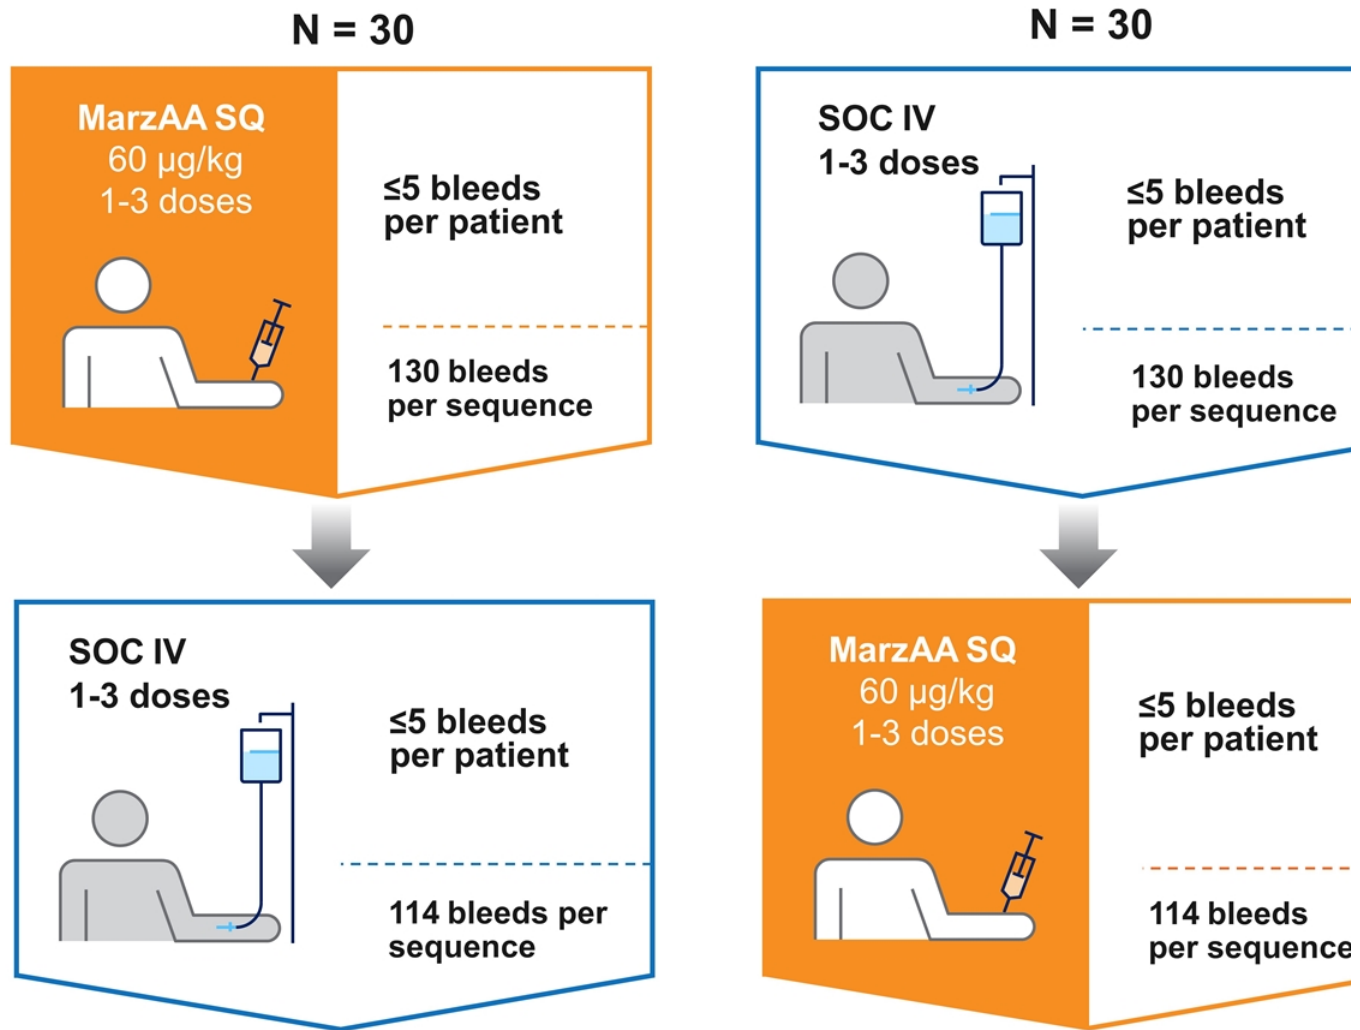 N = 30
MarzAA SQ
60 µg/kg
1-3 doses
≤5 bleeds
per patient
130 bleeds
per sequence
SOC IV
1-3 doses
≤5 bleeds
per patient
114 bleeds per
sequence
N = 30
SOC IV
1-3 doses
≤5 bleeds
per patient
130 bleeds
per sequence
MarzAA SQ
60 µg/kg
1-3 doses
≤5 bleeds
per patient
114 bleeds
per sequence